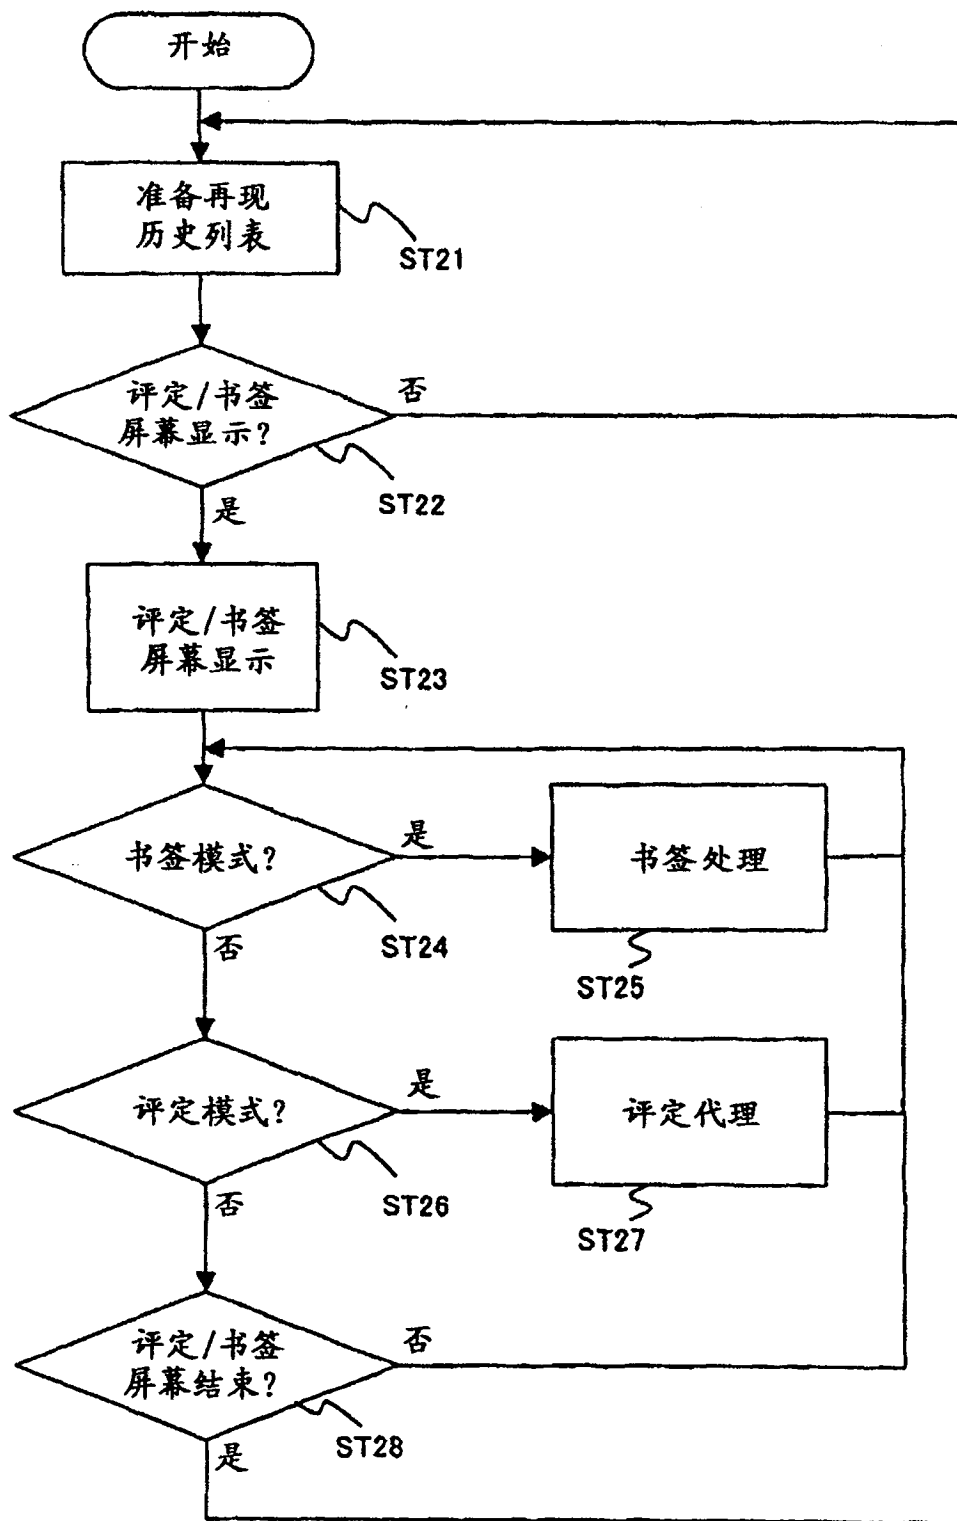 开始
准备再现
历史列表
ST21
评定/书签
屏幕显示?
否
ST22
是
评定/书签
屏幕显示
ST23
书签模式?
是
书签处理
ST24
否
ST25
评定模式?
是
评定代理
ST26
否
ST27
评定/书签
屏幕结束?
否
ST28
是